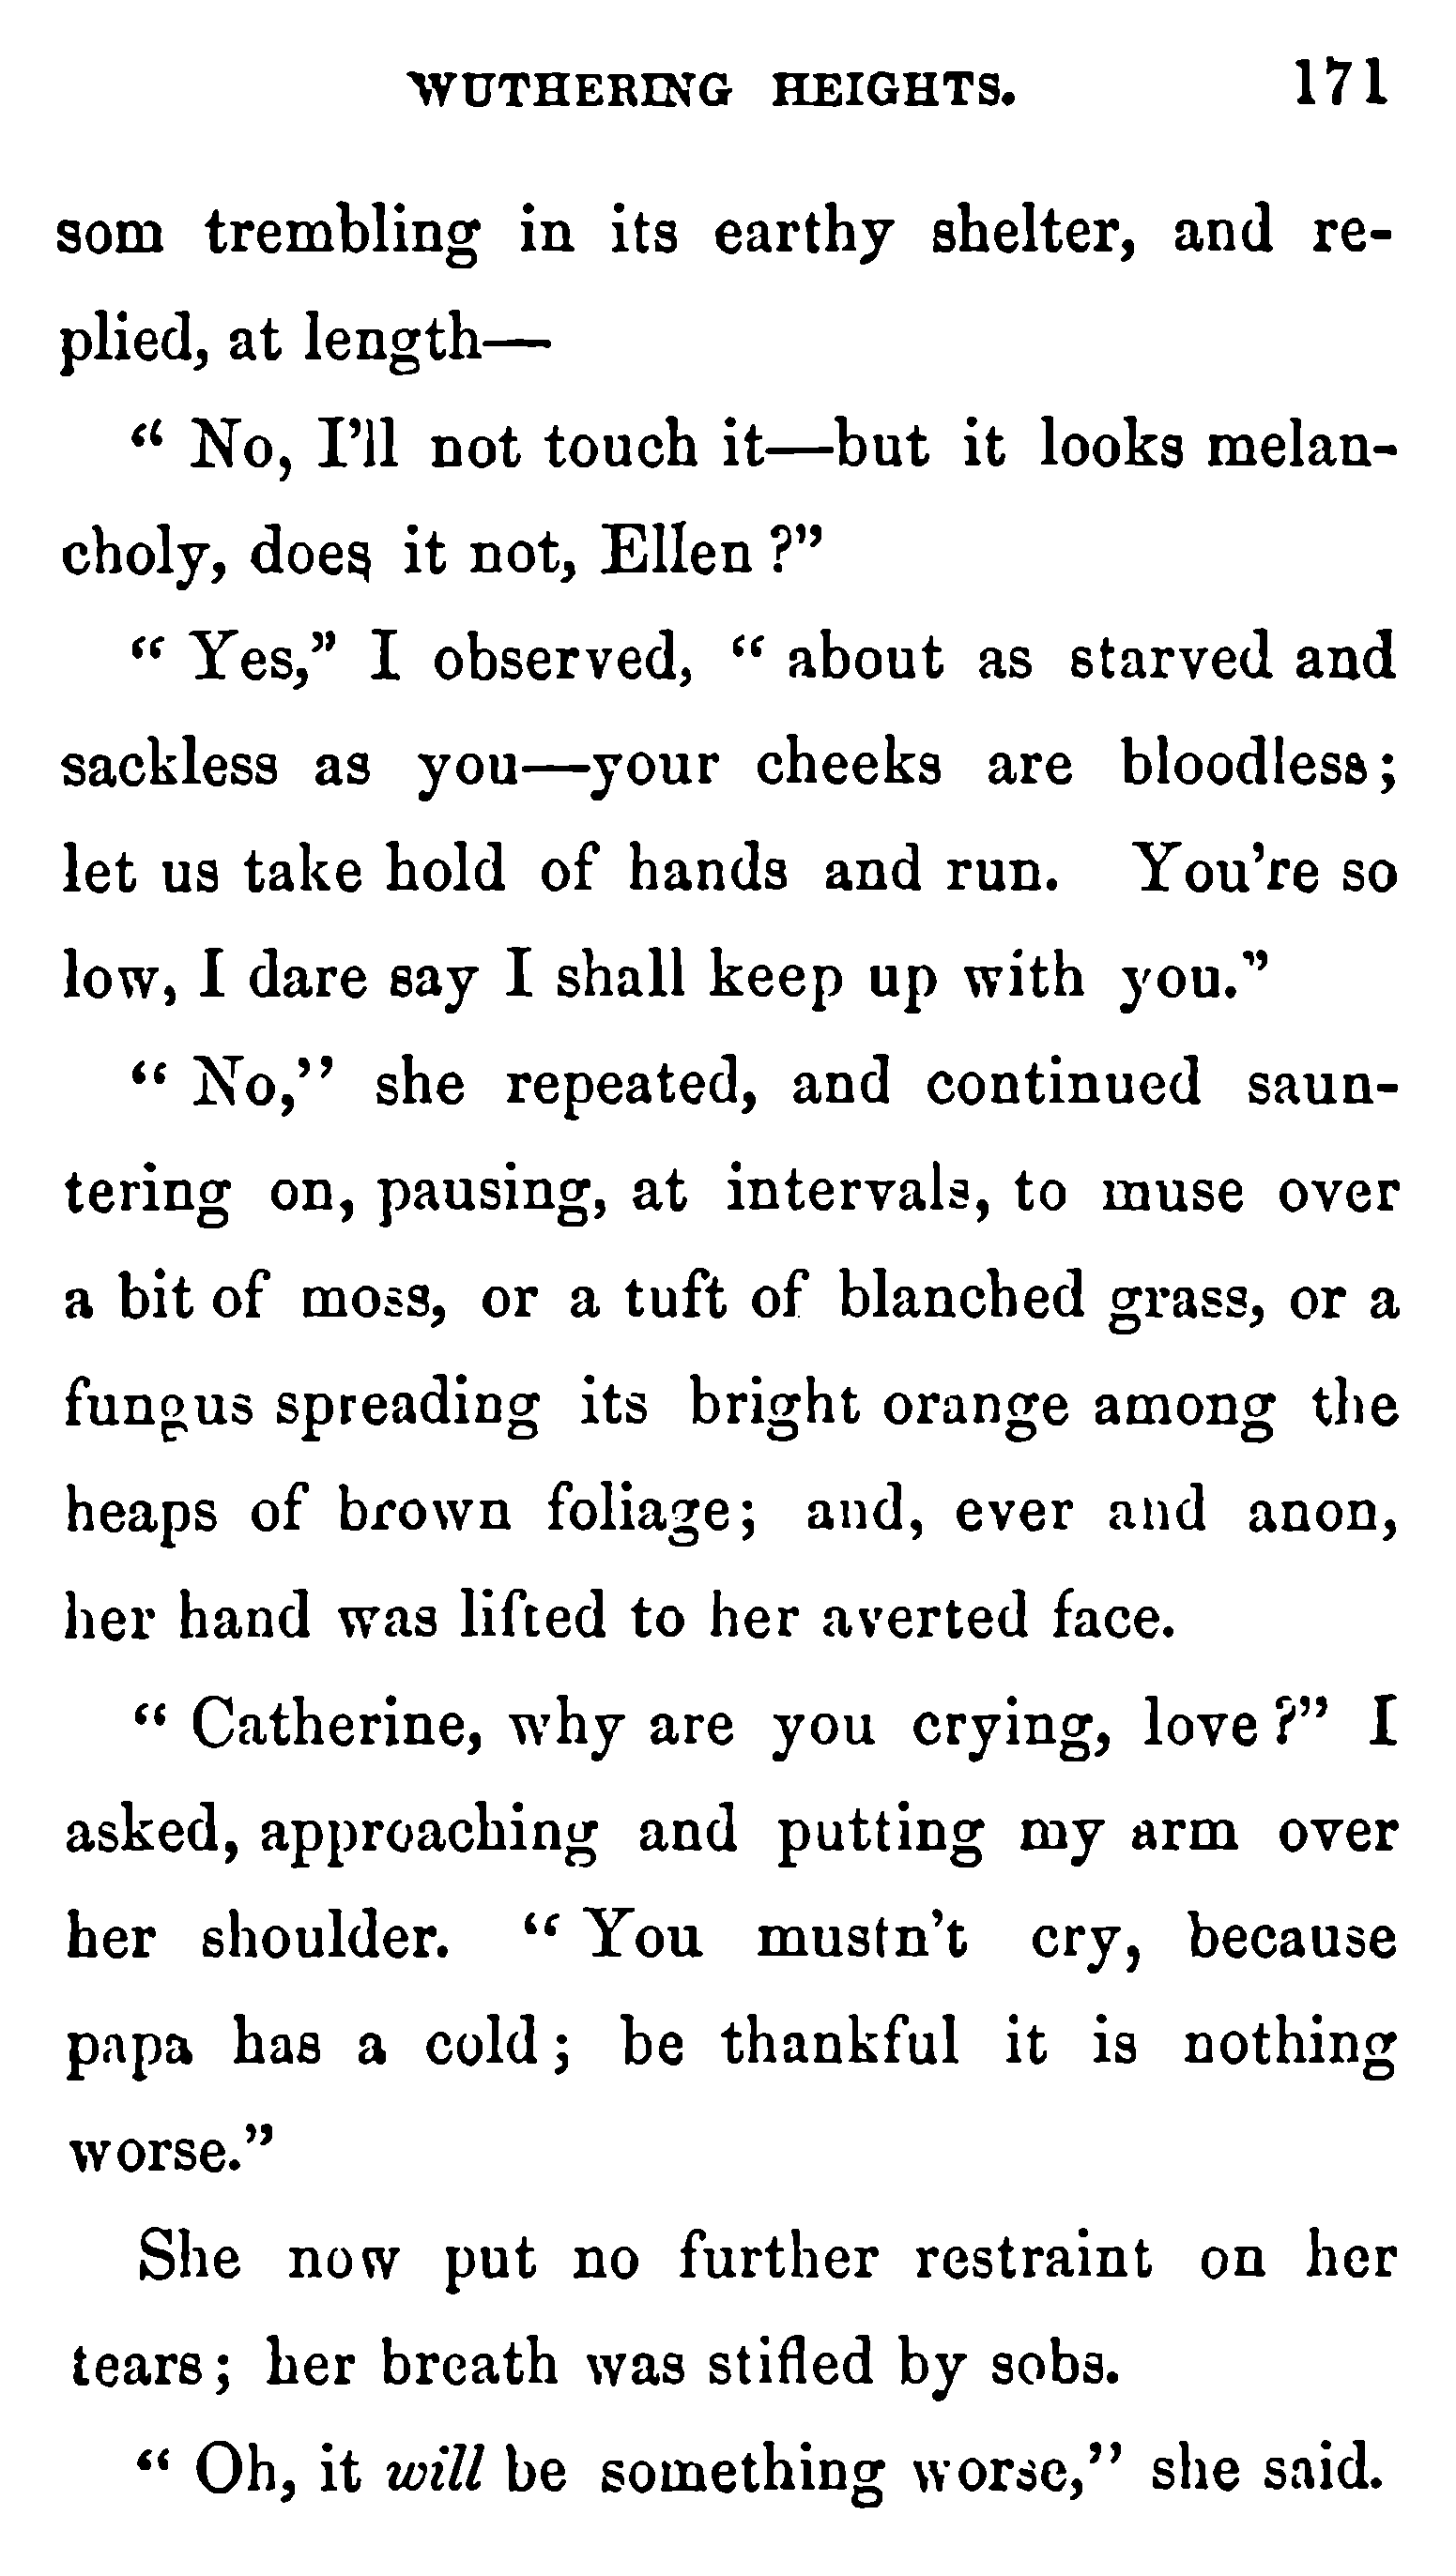 WUTHERING HEIGHTS. 171
som trembling in its earthy shelter, and re-
plied, at length—
" No, I'll not touch it—but it looks melan-
choly, does it not, Ellen ?"
" Yes," I observed, " about as starved and
sackless as you—your cheeks are bloodless;
let us take hold of hands and run. You're so
low, I dare say I shall keep up with you."
" No," she repeated, and continued saun-
tering on, pausing, at intervals, to muse over
a bit of moss, or a tuft of blanched grass, or a
fungus spreading its bright orange among the
heaps of brown foliage; and, ever and anon,
her hand was lifted to her averted face.
" Catherine, why are you crying, love ?" I
asked, approaching and putting my arm over
her shoulder. " You mustn't cry, because
papa has a cold; be thankful it is nothing
worse."
She now put no further restraint on her
tears; her breath was stifled by sobs.
" Oh, it will be something worse," she said.